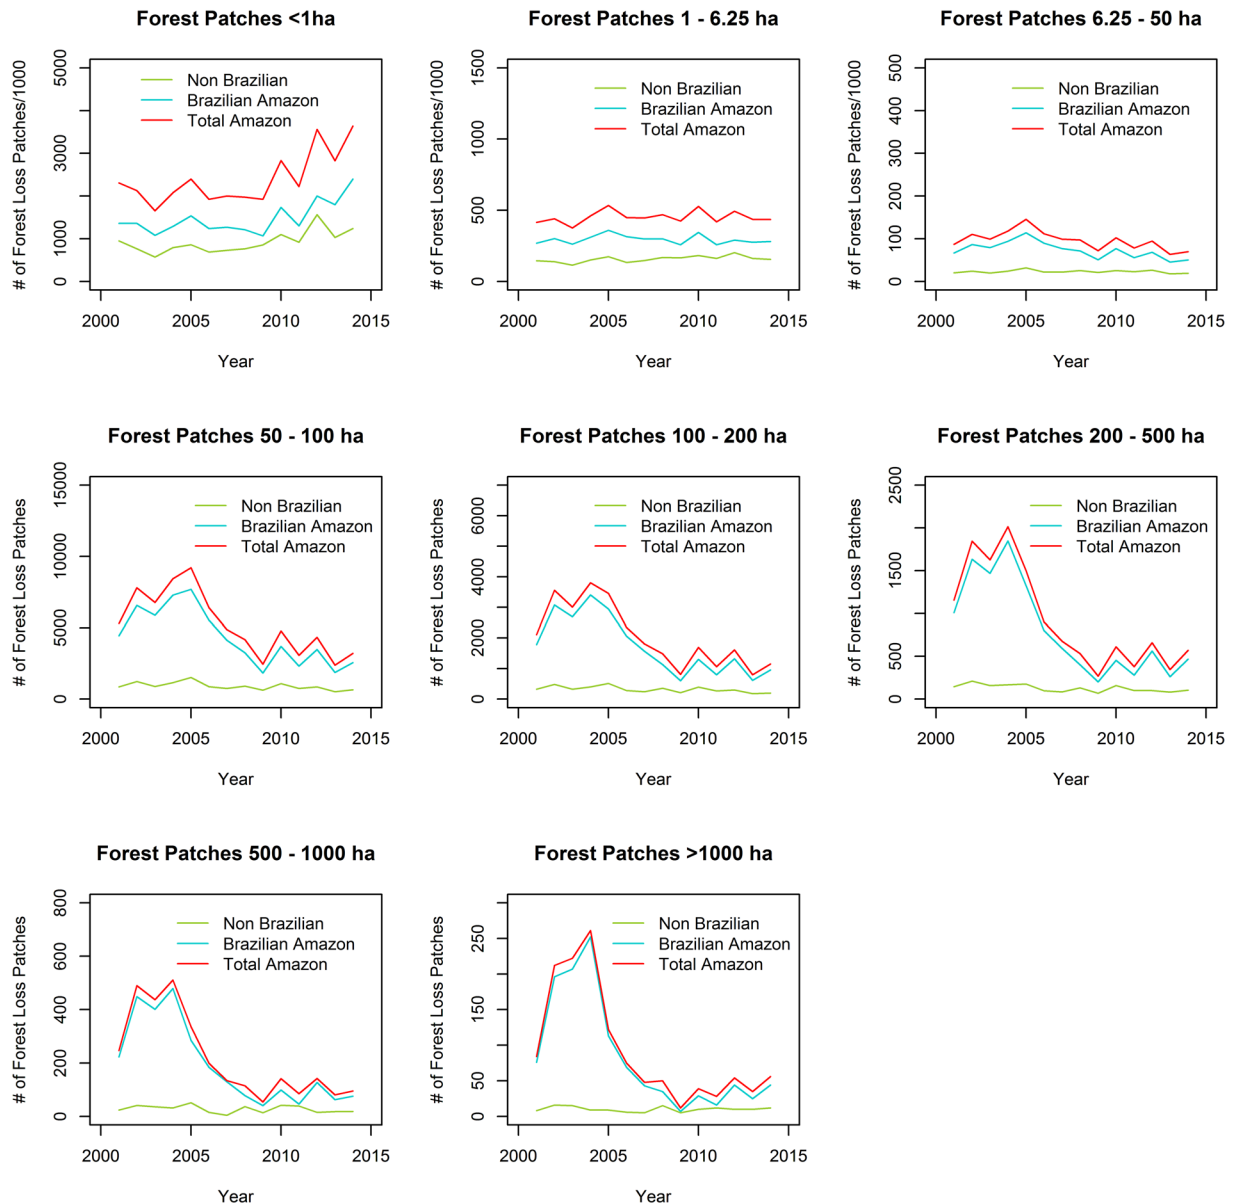 Forest Patches <1ha
# of Forest Loss Patches/1000
5000
3000
1000
0
Non Brazilian
Brazilian Amazon
Total Amazon
2000 2005 2010 2015
Year
Forest Patches 1 - 6.25 ha
# of Forest Loss Patches/1000
1500
1000
500
0
Non Brazilian
Brazilian Amazon
Total Amazon
2000 2005 2010 2015
Year
Forest Patches 6.25 - 50 ha
# of Forest Loss Patches/1000
500
400
300
200
100
0
Non Brazilian
Brazilian Amazon
Total Amazon
2000 2005 2010 2015
Year
Forest Patches 50 - 100 ha
# of Forest Loss Patches
15000
10000
5000
0
Non Brazilian
Brazilian Amazon
Total Amazon
2000 2005 2010 2015
Year
Forest Patches 100 - 200 ha
# of Forest Loss Patches
6000
4000
2000
0
Non Brazilian
Brazilian Amazon
Total Amazon
2000 2005 2010 2015
Year
Forest Patches 200 - 500 ha
# of Forest Loss Patches
2500
1500
500
0
Non Brazilian
Brazilian Amazon
Total Amazon
2000 2005 2010 2015
Year
Forest Patches 500 - 1000 ha
# of Forest Loss Patches
800
600
400
200
0
Non Brazilian
Brazilian Amazon
Total Amazon
2000 2005 2010 2015
Year
Forest Patches >1000 ha
# of Forest Loss Patches
250
150
50
0
Non Brazilian
Brazilian Amazon
Total Amazon
2000 2005 2010 2015
Year